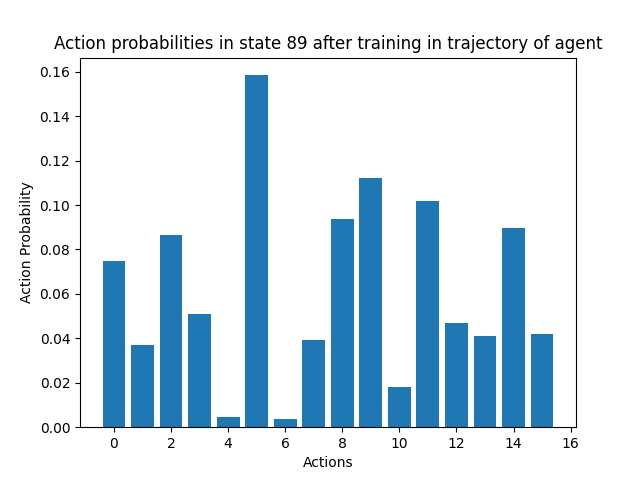 Action probabilities in state 89 after training in trajectory of agent
0.16
0.14
0.12
0.10
0.08
0.06
0.04
0.02
0.00
Action Probability
0 2 4 6 8 10 12 14 16
Actions